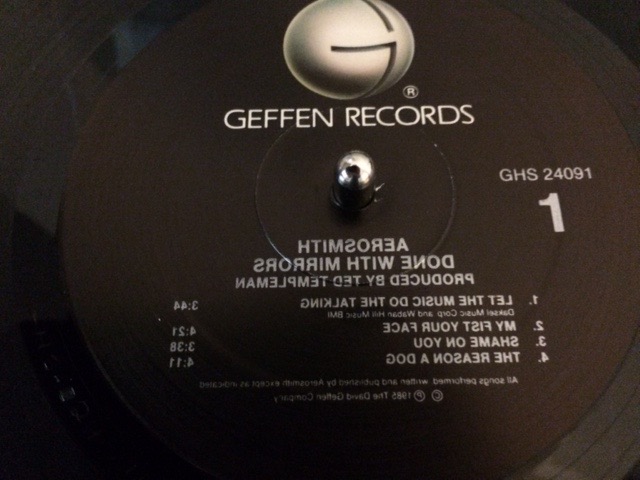 ®
GEFFEN RECORDS
GHS 24091
1
AEROSMITH
DONE WITH MIRRORS
PRODUCED BY TED TEMPLEMAN
1. LET THE MUSIC DO THE TALKING 3:44
Daksel Music Corp and Waban Hill Music BMI
2. MY FIST YOUR FACE 4:21
3. SHAME ON YOU 3:38
4. THE REASON A DOG 4:11
All songs performed, written and published by Aerosmith except as indicated
© ℗ 1985 The David Geffen Company